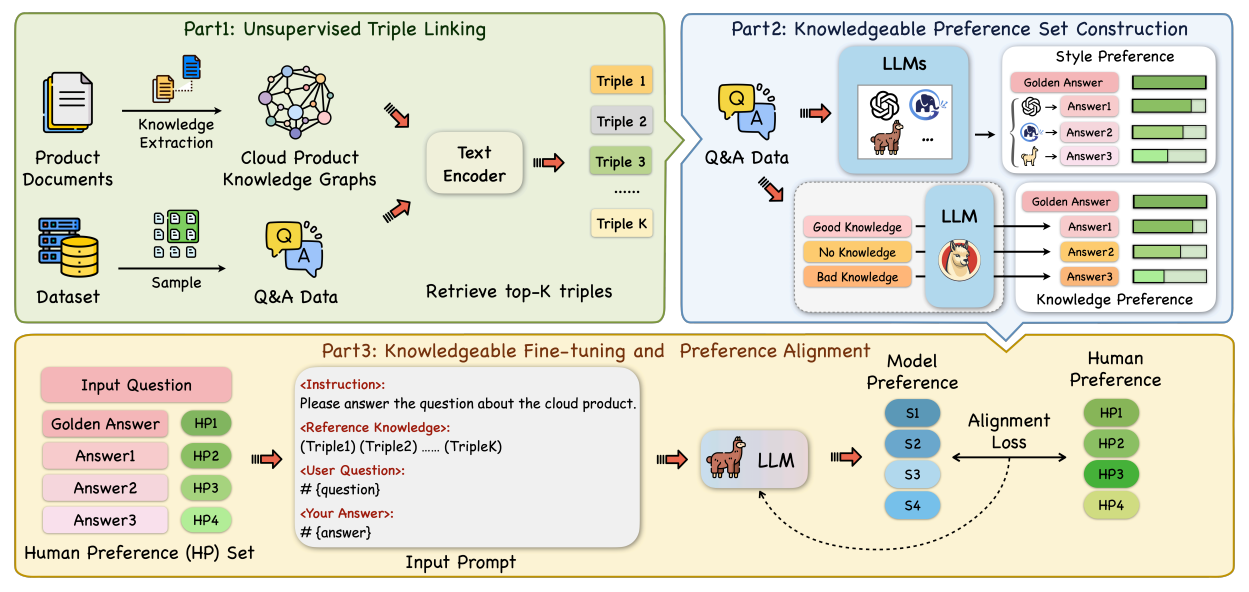 Part1: Unsupervised Triple Linking
Product
Documents
Knowledge
Extraction
Cloud Product
Knowledge Graphs
Dataset
Sample
Q
A
Q&A Data
Text
Encoder
Retrieve top-K triples
Triple 1
Triple 2
Triple 3
......
Triple K
Part2: Knowledgeable Preference Set Construction
Q
A
Q&A Data
LLMs
...
Style Preference
Golden Answer
Answer1
Answer2
Answer3
Good Knowledge
No Knowledge
Bad Knowledge
LLM
Golden Answer
Answer1
Answer2
Answer3
Knowledge Preference
Part3: Knowledgeable Fine-tuning and Preference Alignment
Input Question
Golden Answer HP1
Answer1 HP2
Answer2 HP3
Answer3 HP4
Human Preference (HP) Set
<Instruction>:
Please answer the question about the cloud product.
<Reference Knowledge>:
(Triple1) (Triple2) ...... (TripleK)
<User Question>:
# {question}
<Your Answer>:
# {answer}
Input Prompt
LLM
Model
Preference
S1
S2
S3
S4
Alignment
Loss
Human
Preference
HP1
HP2
HP3
HP4